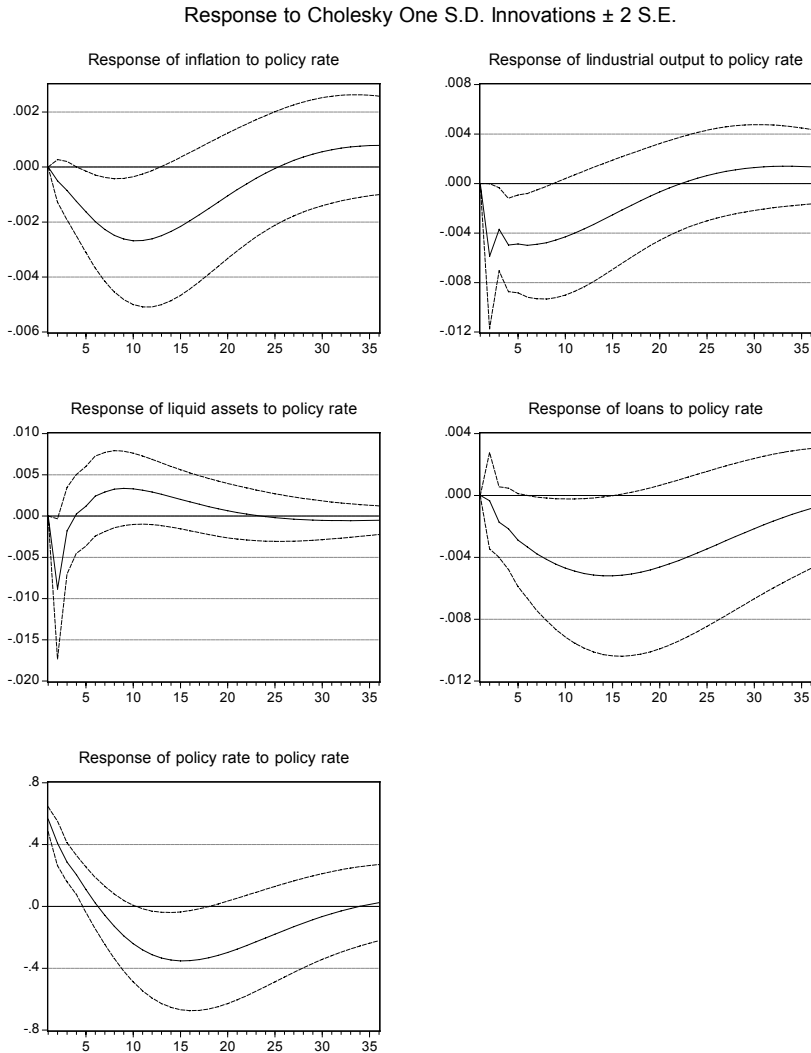 Response to Cholesky One S.D. Innovations ± 2 S.E.
Response of inflation to policy rate
.002
.000
-.002
-.004
-.006
5 10 15 20 25 30 35
Response of lindustrial output to policy rate
.008
.004
.000
-.004
-.008
-.012
5 10 15 20 25 30 35
Response of liquid assets to policy rate
.010
.005
.000
-.005
-.010
-.015
-.020
5 10 15 20 25 30 35
Response of loans to policy rate
.004
.000
-.004
-.008
-.012
5 10 15 20 25 30 35
Response of policy rate to policy rate
.8
.4
.0
-.4
-.8
5 10 15 20 25 30 35